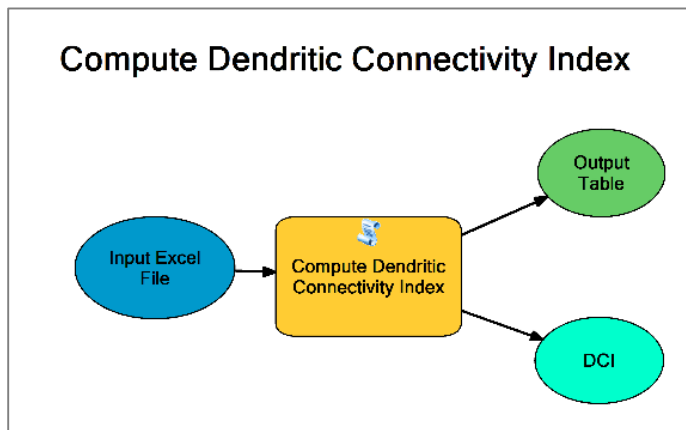 Compute Dendritic Connectivity Index
Input Excel
File
Compute Dendritic
Connectivity Index
Output
Table
DCI